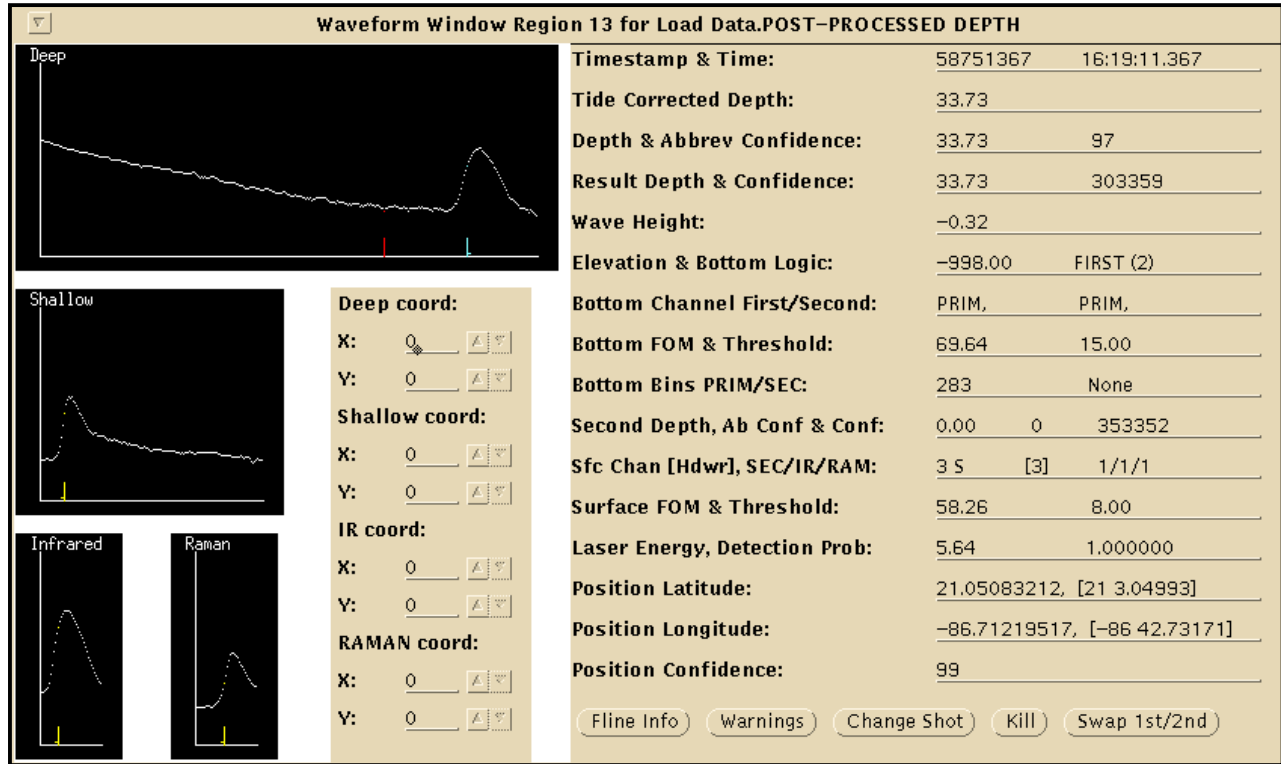 Waveform Window Region 13 for Load Data.POST-PROCESSED DEPTH
Deep
Shallow
Infrared
Raman
Deep coord:
X: 0
Y: 0
Shallow coord:
X: 0
Y: 0
IR coord:
X: 0
Y: 0
RAMAN coord:
X: 0
Y: 0
Timestamp & Time: 58751367 16:19:11.367
Tide Corrected Depth: 33.73
Depth & Abbrev Confidence: 33.73 97
Result Depth & Confidence: 33.73 303359
Wave Height: -0.32
Elevation & Bottom Logic: -998.00 FIRST (2)
Bottom Channel First/Second: PRIM, PRIM,
Bottom FOM & Threshold: 69.64 15.00
Bottom Bins PRIM/SEC: 283 None
Second Depth, Ab Conf & Conf: 0.00 0 353352
Sfc Chan [Hdwr], SEC/IR/RAM: 3 S [3] 1/1/1
Surface FOM & Threshold: 58.26 8.00
Laser Energy, Detection Prob: 5.64 1.000000
Position Latitude: 21.05083212, [21 3.04993]
Position Longitude: -86.71219517, [-86 42.73171]
Position Confidence: 99
Fline Info Warnings Change Shot Kill Swap 1st/2nd